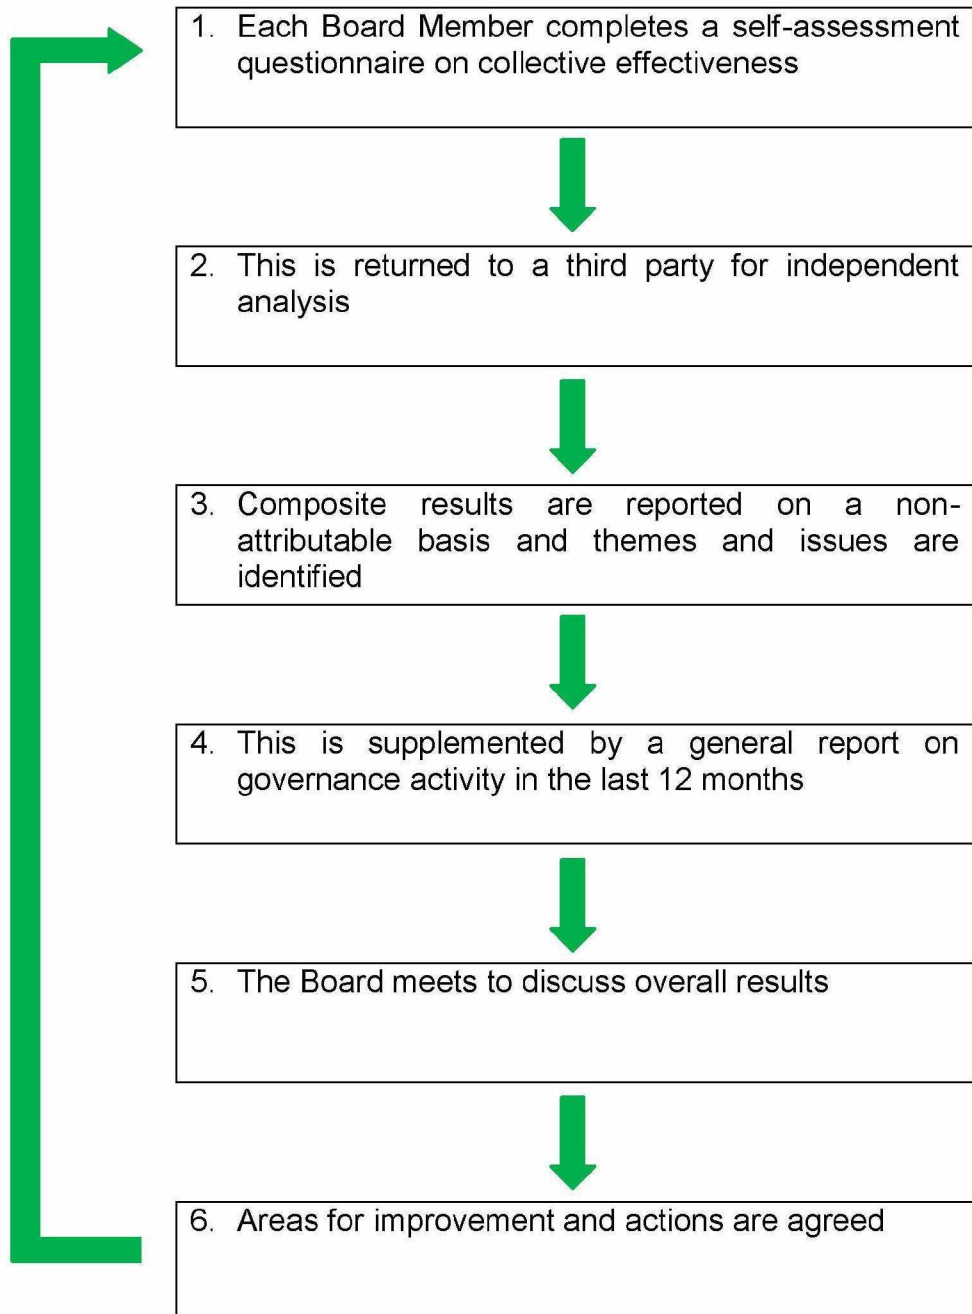 1. Each Board Member completes a self-assessment
questionnaire on collective effectiveness
2. This is returned to a third party for independent
analysis
3. Composite results are reported on a non-
attributable basis and themes and issues are
identified
4. This is supplemented by a general report on
governance activity in the last 12 months
5. The Board meets to discuss overall results
6. Areas for improvement and actions are agreed